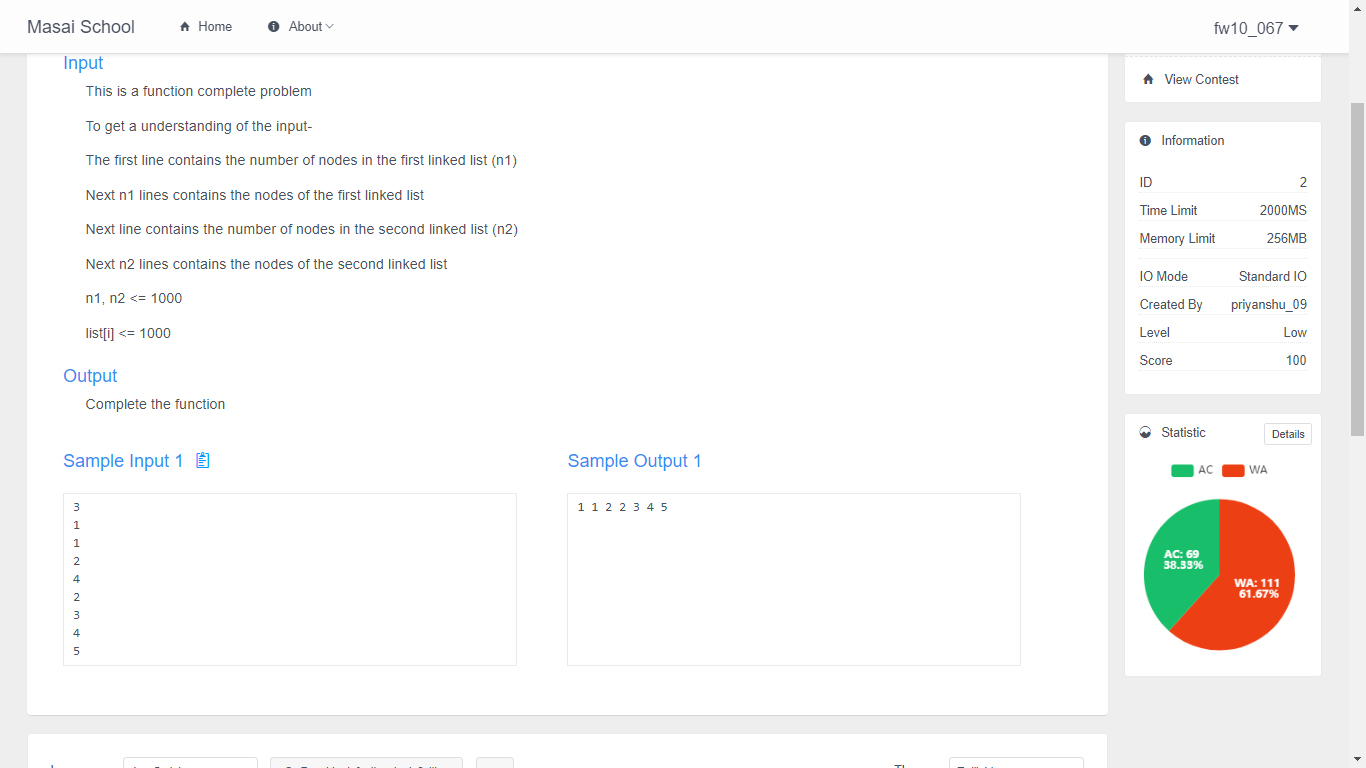 Masai School
Home
About
fw10_067
Input
This is a function complete problem
To get a understanding of the input-
The first line contains the number of nodes in the first linked list (n1)
Next n1 lines contains the nodes of the first linked list
Next line contains the number of nodes in the second linked list (n2)
Next n2 lines contains the nodes of the second linked list
n1, n2 <= 1000
list[i] <= 1000
Output
Complete the function
Sample Input 1
3
1
1
2
4
2
3
4
5
Sample Output 1
1 1 2 2 3 4 5
View Contest
Information
ID 2
Time Limit 2000MS
Memory Limit 256MB
IO Mode Standard IO
Created By priyanshu_09
Level Low
Score 100
Statistic
Details
AC WA
AC: 69
38.33%
WA: 111
61.67%